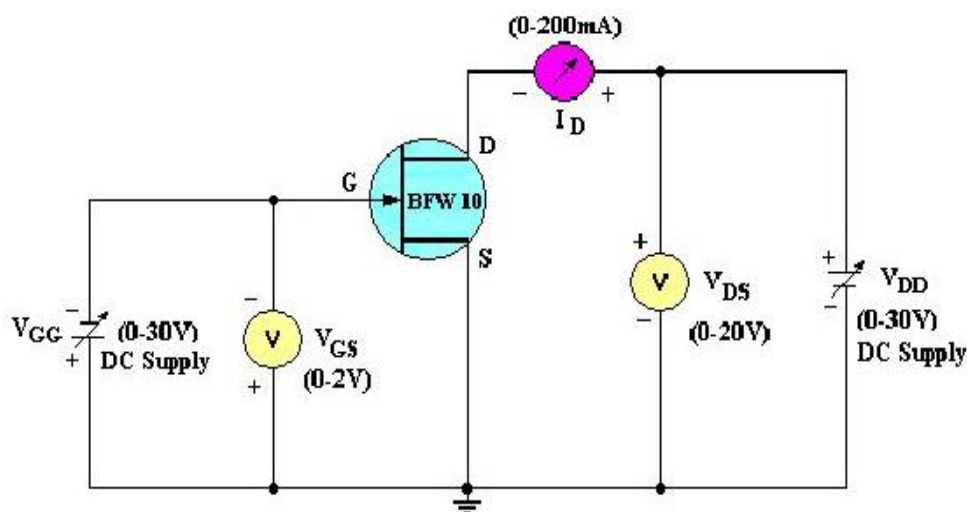 (0-200mA)
- +
I D
D
G
BFW 10
S
- - + +
V GG
(0-30V)
DC Supply
+
V
V GS
(0-2V)
+
V
V DS
(0-20V)
-
V DD
(0-30V)
DC Supply
-